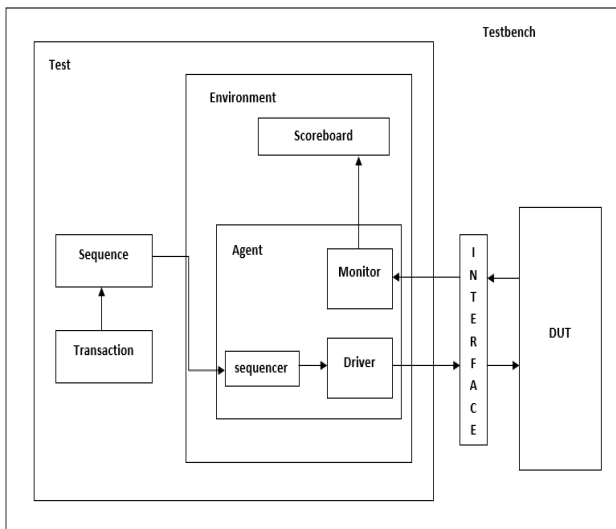 Testbench
Test
Environment
Scoreboard
Sequence
Agent
Monitor
Transaction
sequencer
Driver
I
N
T
E
R
F
A
C
E
DUT